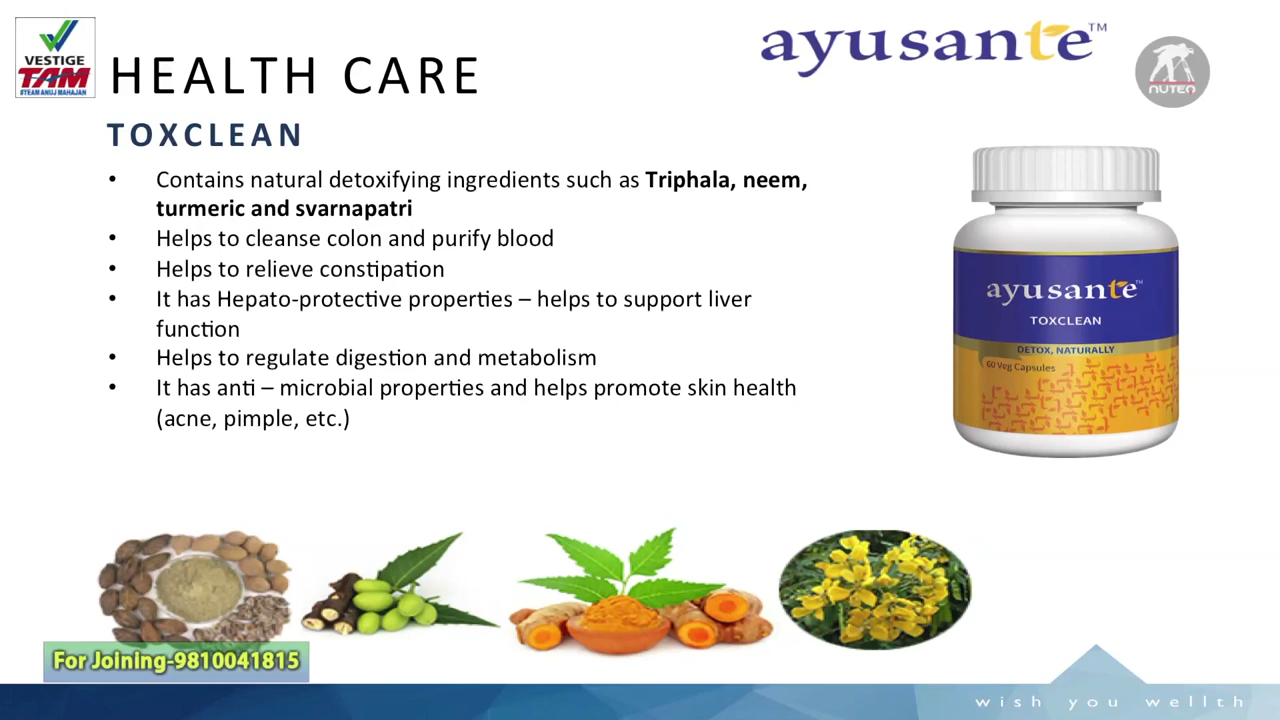 VESTIGE
TAM
STEAM ANUJ MAHAJAN
HEALTH CARE
ayusante™
NUTEQ
TOXCLEAN
• Contains natural detoxifying ingredients such as Triphala, neem,
turmeric and svarnapatri
• Helps to cleanse colon and purify blood
• Helps to relieve constipation
• It has Hepato-protective properties – helps to support liver
function
• Helps to regulate digestion and metabolism
• It has anti – microbial properties and helps promote skin health
(acne, pimple, etc.)
ayusante™
TOXCLEAN
DETOX, NATURALLY
60 Veg Capsules
For Joining-9810041815
wish you wellth